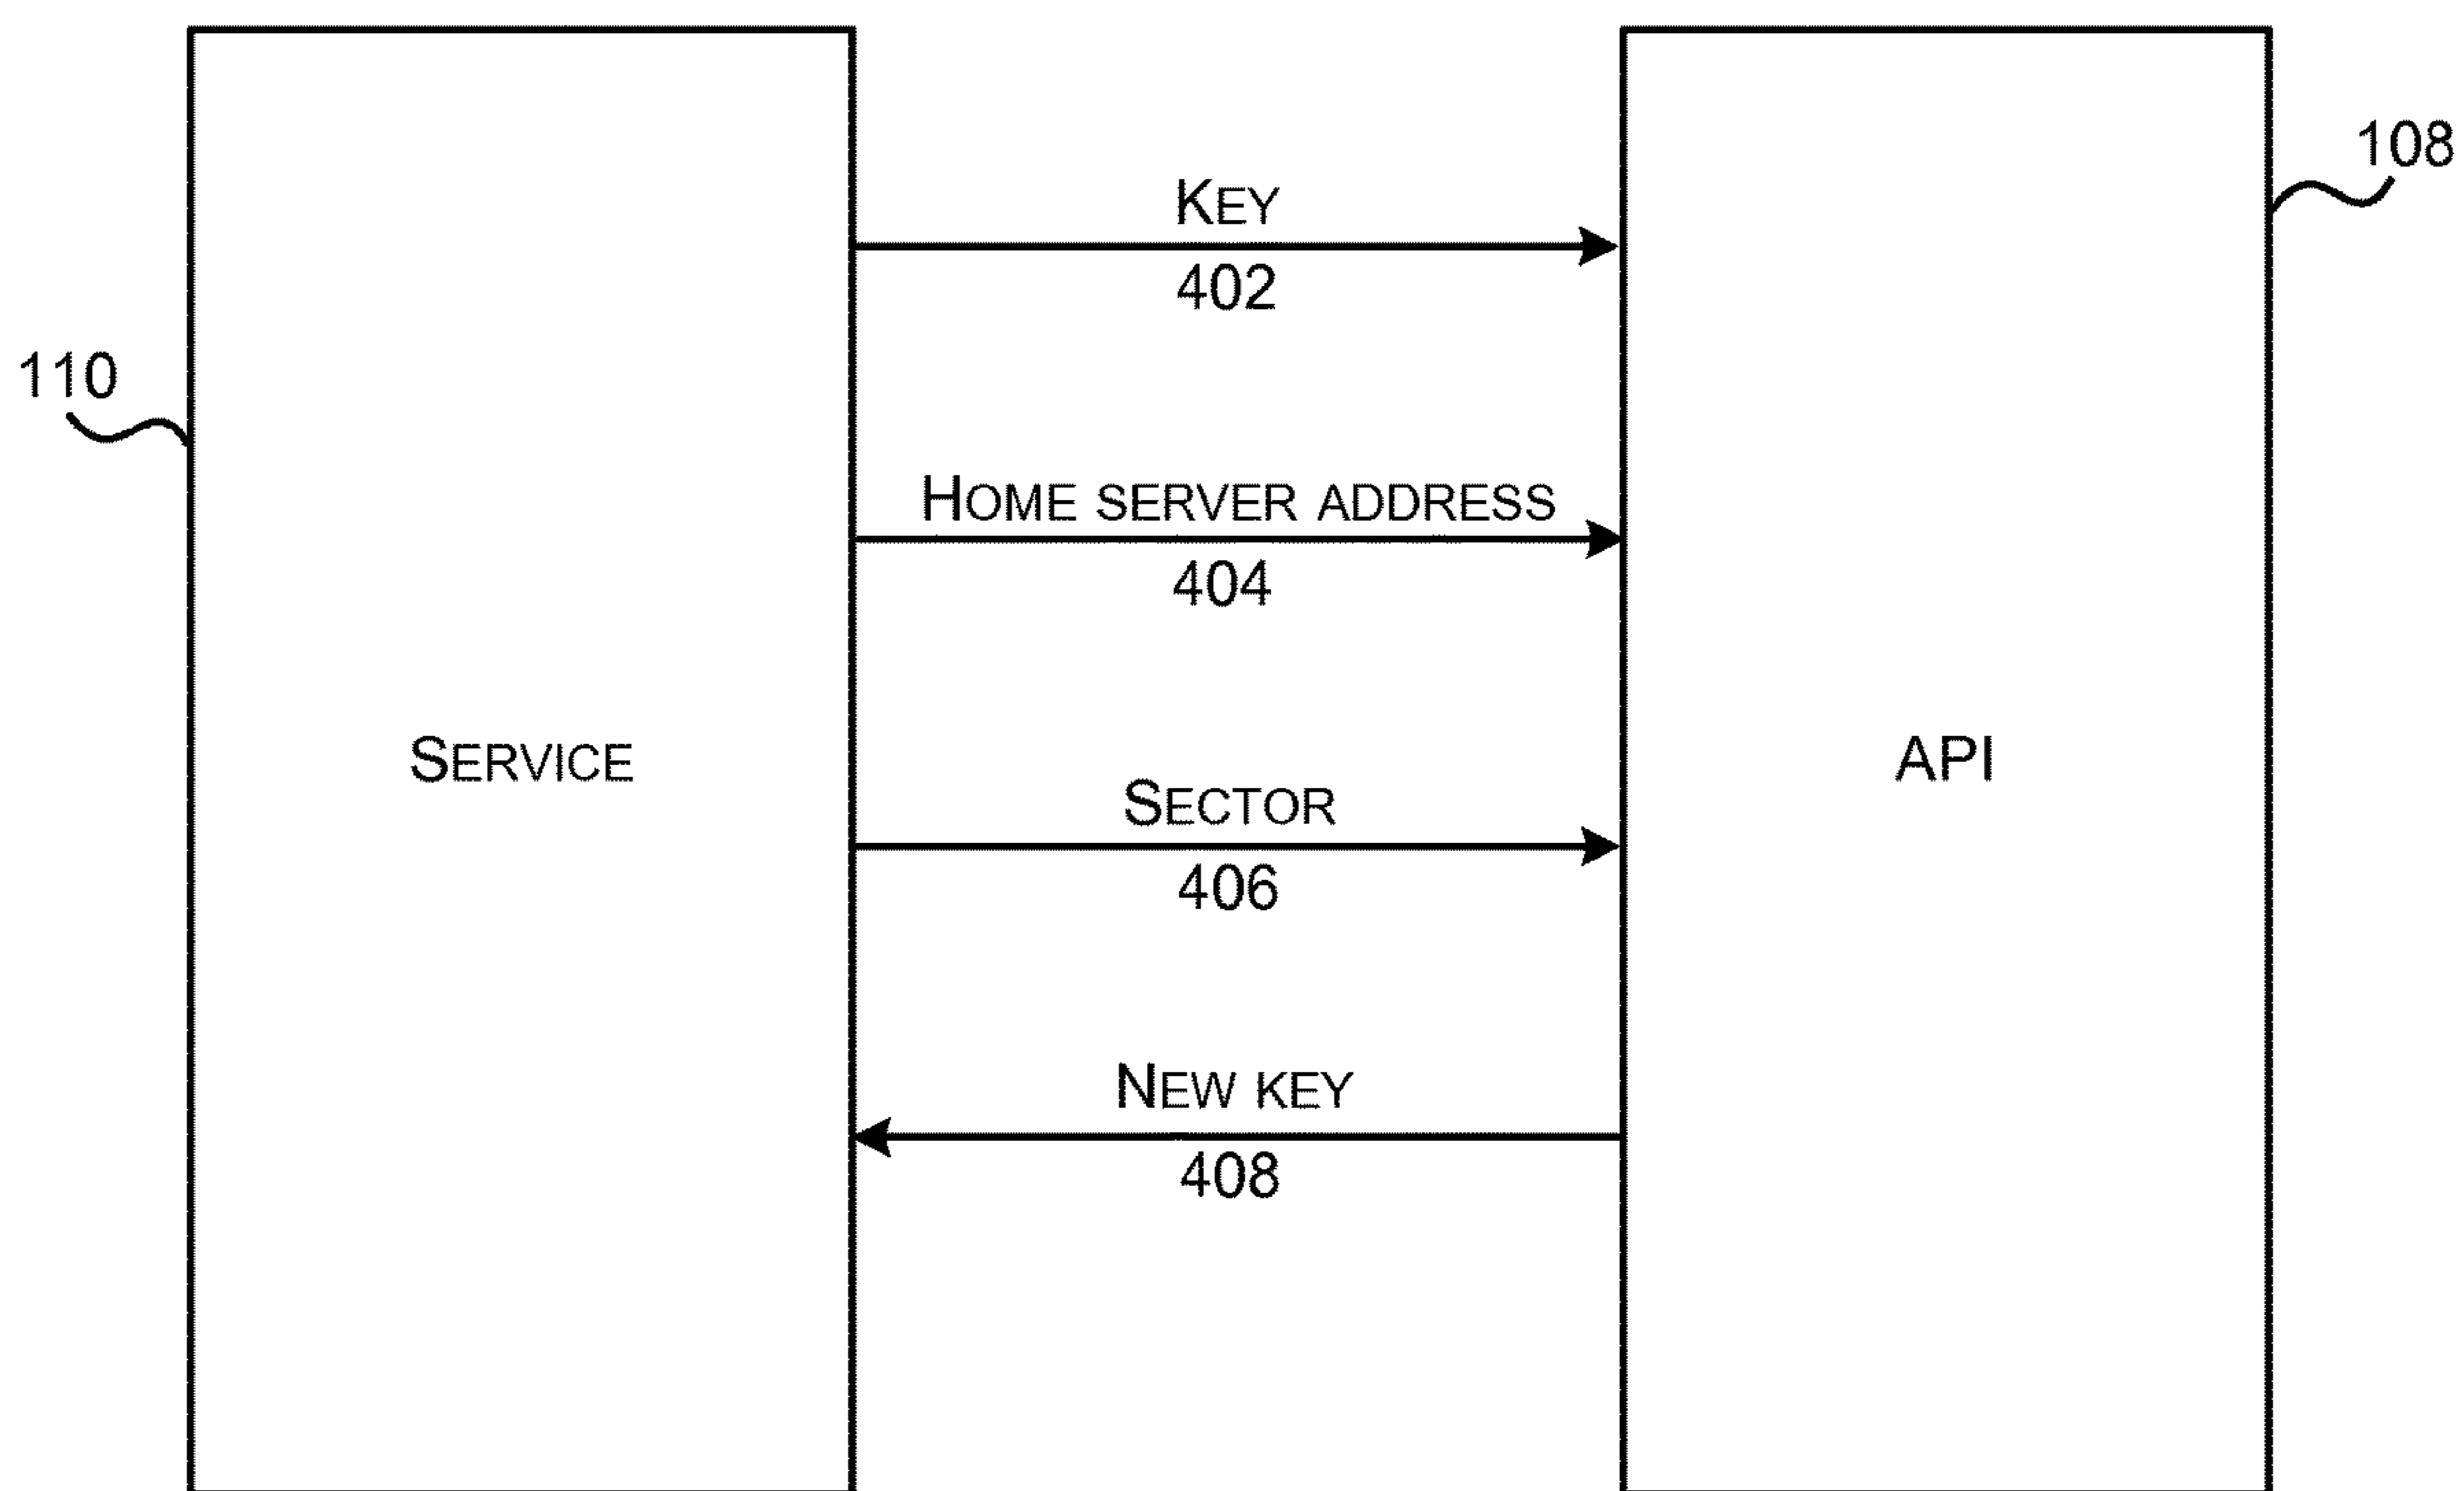 108
KEY
402
110
HOME SERVER ADDRESS
404
SERVICE
API
SECTOR
406
NEW KEY
408